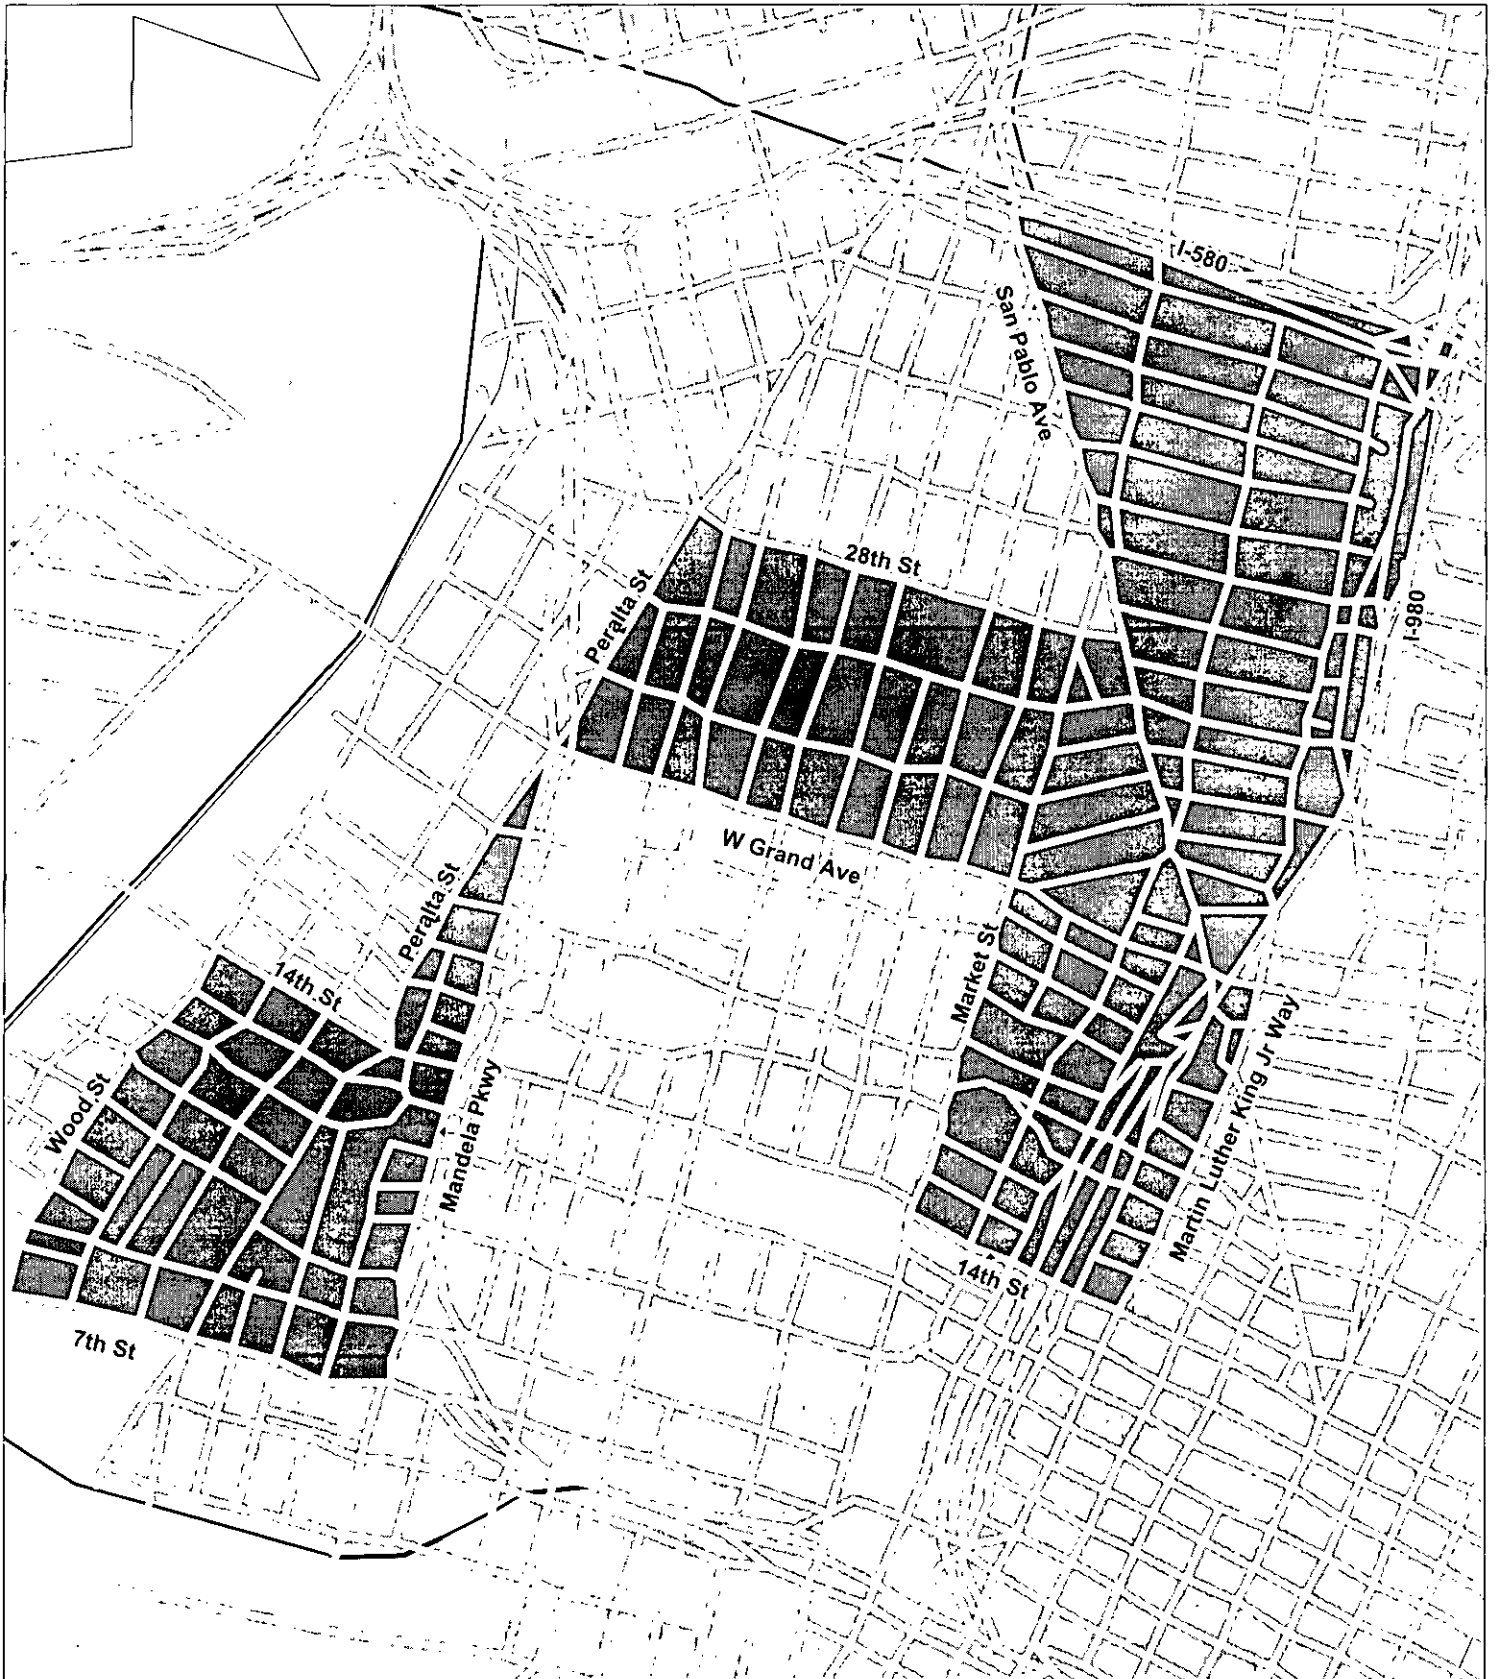 I-580
San Pablo Ave
28th St
Peralta St
I-980
W Grand Ave
Peralta St
Market St
14th St
Martin Luther King Jr Way
Wood St
Mandela Pkwy
14th St
7th St